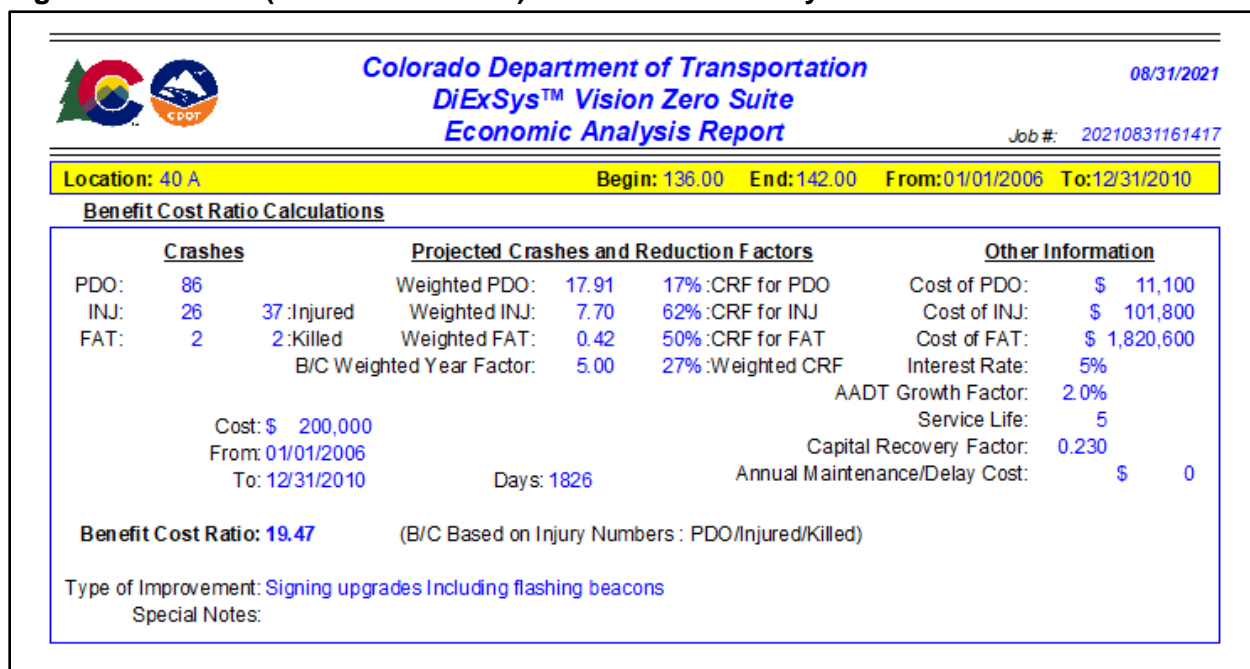 Colorado Department of Transportation
08/31/2021
DiExSys™ Vision Zero Suite
CDOT
Economic Analysis Report
Job #: 20210831161417
Location: 40 A Begin: 136.00 End: 142.00 From: 01/01/2006 To: 12/31/2010
Benefit Cost Ratio Calculations
Crashes Projected Crashes and Reduction Factors Other Information
PDO: 86 Weighted PDO: 17.91 17% :CRF for PDO Cost of PDO: $ 11,100
INJ: 26 37 :Injured Weighted INJ: 7.70 62% :CRF for INJ Cost of INJ: $ 101,800
FAT: 2 2 :Killed Weighted FAT: 0.42 50% :CRF for FAT Cost of FAT: $ 1,820,600
B/C Weighted Year Factor: 5.00 27% :Weighted CRF Interest Rate: 5%
AADT Growth Factor: 2.0%
Cost: $ 200,000 Service Life: 5
From: 01/01/2006 Capital Recovery Factor: 0.230
To: 12/31/2010 Days: 1826 Annual Maintenance/Delay Cost: $ 0
Benefit Cost Ratio: 19.47 (B/C Based on Injury Numbers : PDO/Injured/Killed)
Type of Improvement: Signing upgrades Including flashing beacons
Special Notes: